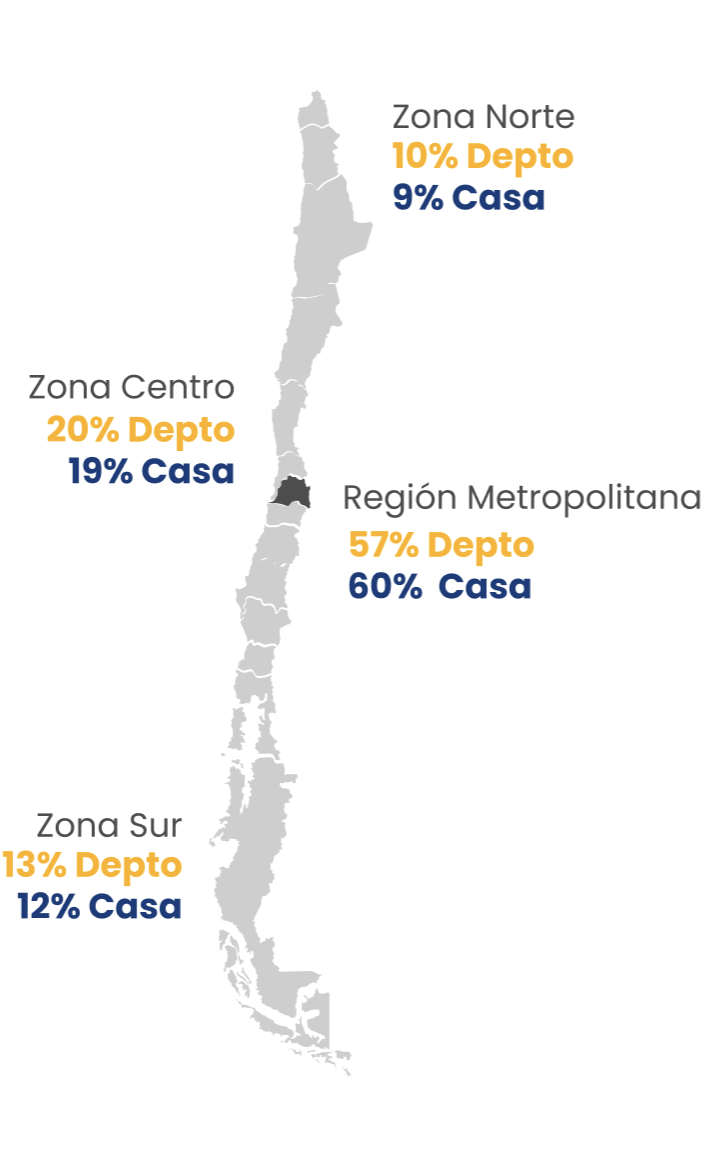 Zona Norte
10% Depto
9% Casa
Zona Centro
20% Depto
19% Casa
Región Metropolitana
57% Depto
60% Casa
Zona Sur
13% Depto
12% Casa